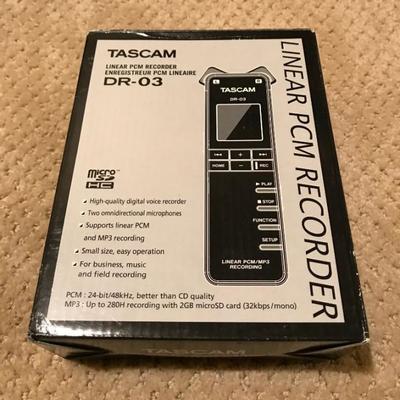 TASCAM
LINEAR PCM RECORDER
ENREGISTREUR PCM LINEAIRE
DR-03
micro
SD
HC
• High-quality digital voice recorder
• Two omnidirectional microphones
• Supports linear PCM
and MP3 recording
• Small size, easy operation
• For business, music
and field recording
PCM : 24-bit/48kHz, better than CD quality
MP3 : Up to 280H recording with 2GB microSD card (32kbps/mono)
L R
TASCAM
DR-03
|◀◀ + ▶▶|
HOME – REC
▶ PLAY
■ STOP
FUNCTION
SETUP
LINEAR PCM/MP3
RECORDING
LINEAR PCM RECORDER
TASCAM